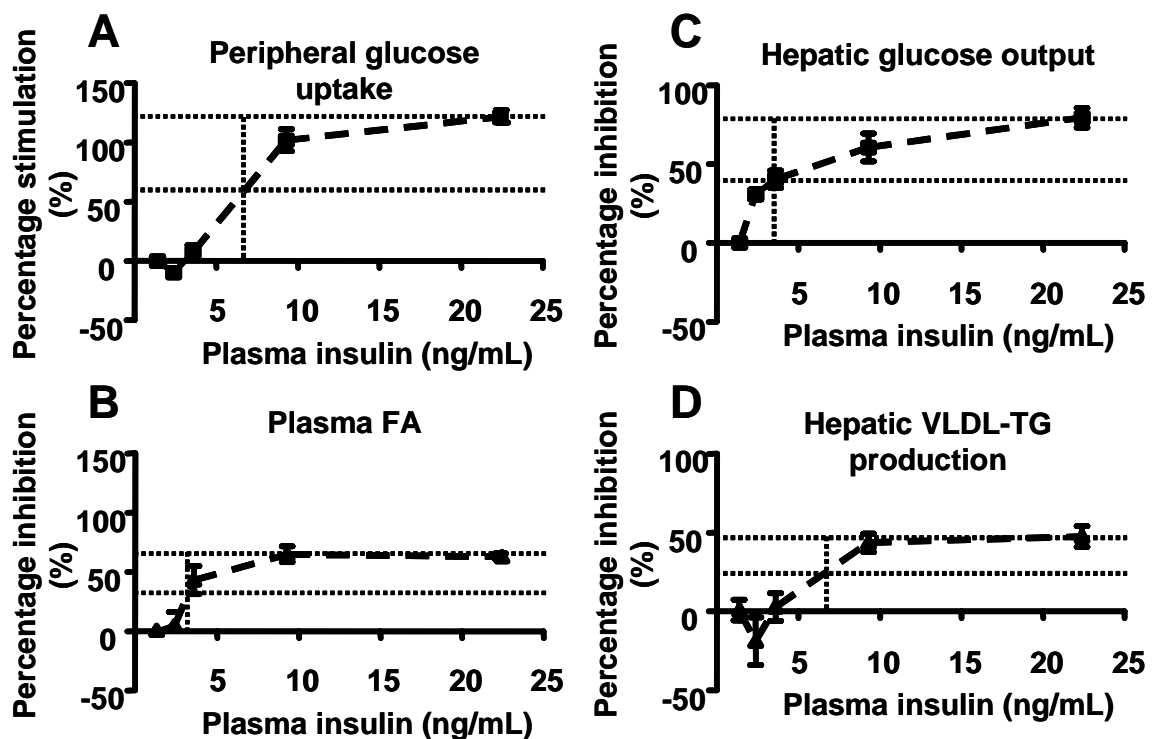 A
Peripheral glucose
uptake
Percentage stimulation
(%)
150
100
50
0
-50
5 10 15 20 25
Plasma insulin (ng/mL)
C
Hepatic glucose output
Percentage inhibition
(%)
100
50
0
-50
5 10 15 20 25
Plasma insulin (ng/mL)
B
Plasma FA
Percentage inhibition
(%)
150
100
50
0
-50
5 10 15 20 25
Plasma insulin (ng/mL)
D
Hepatic VLDL-TG
production
Percentage inhibition
(%)
100
50
0
-50
5 10 15 20 25
Plasma insulin (ng/mL)